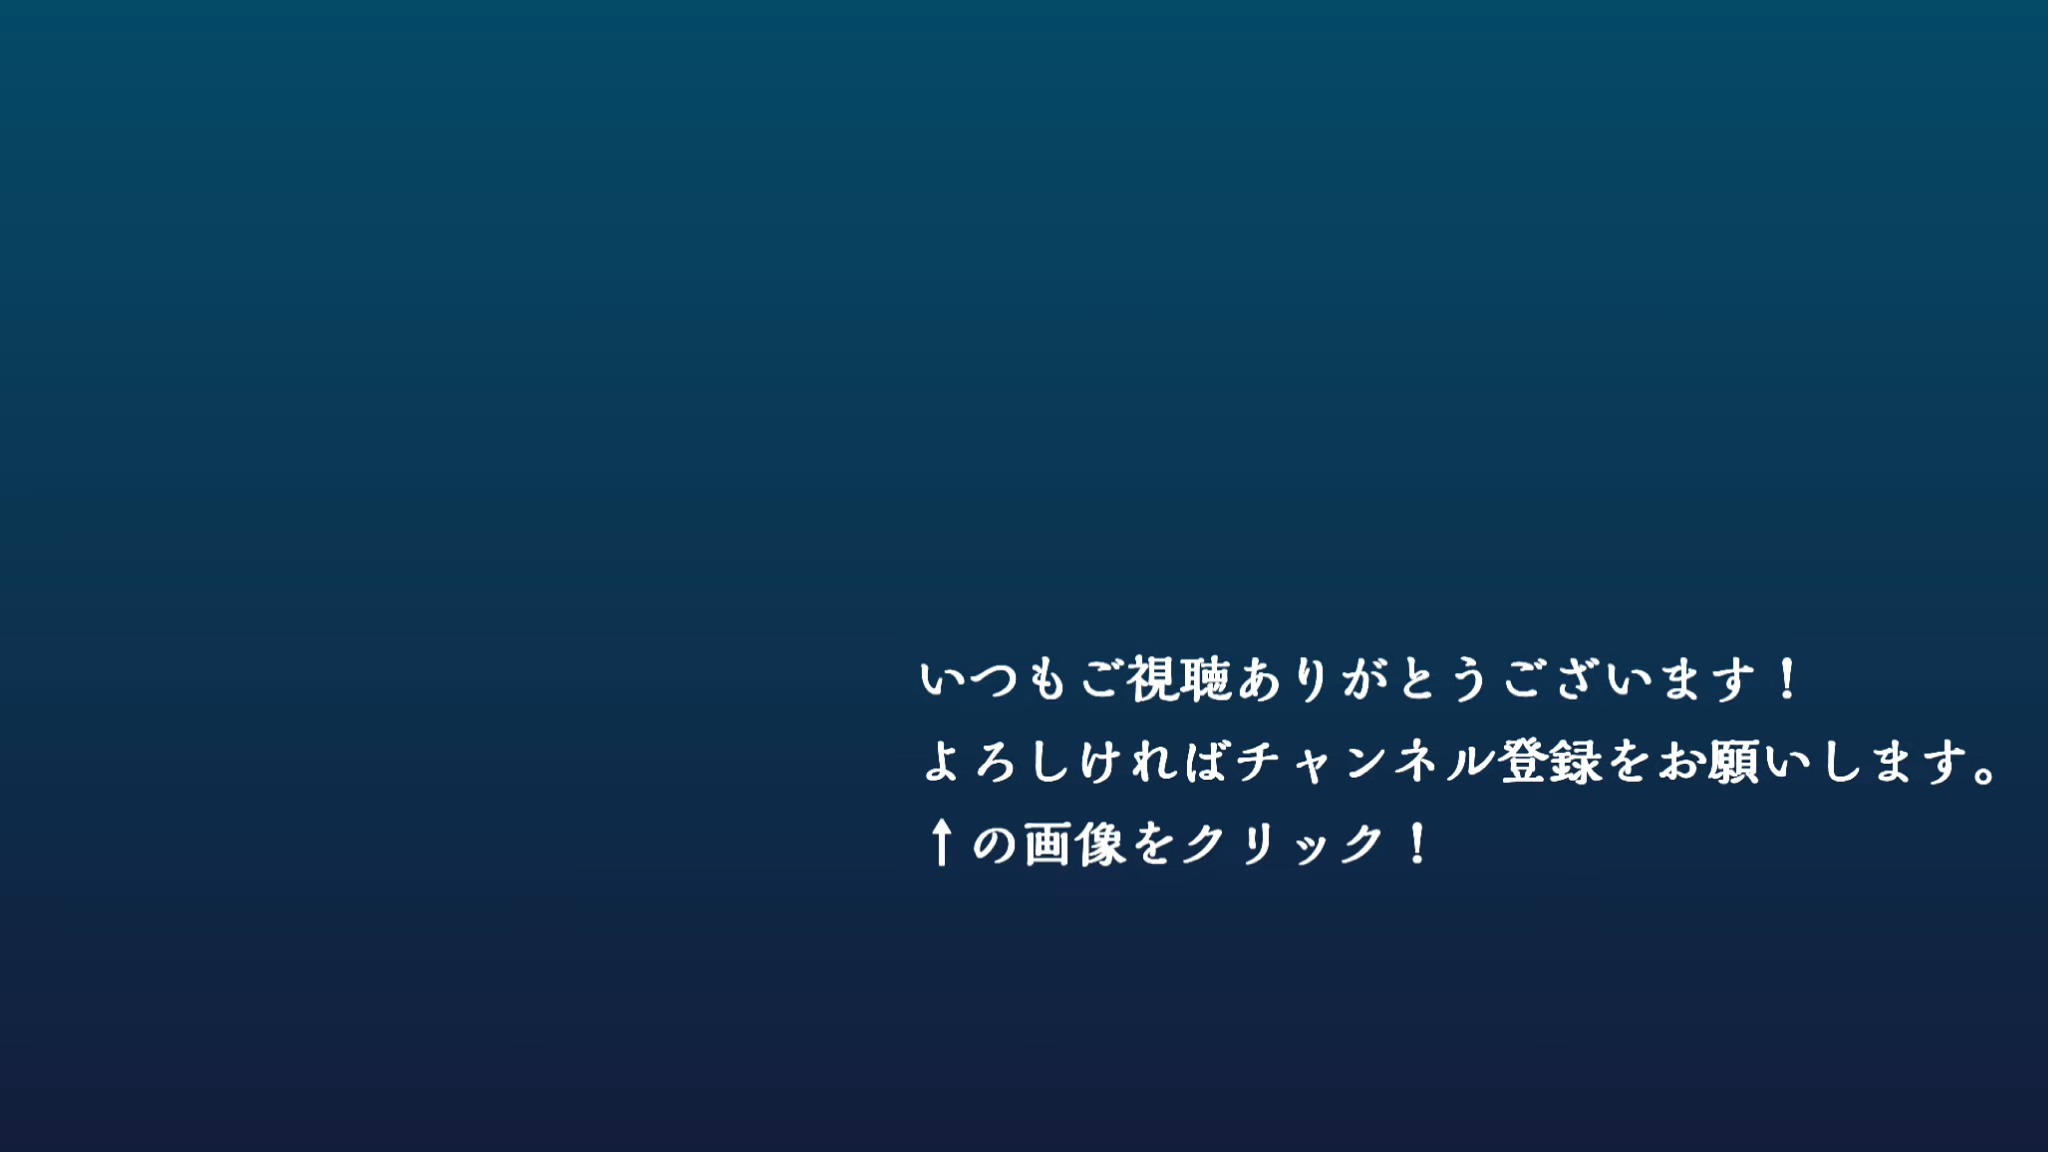 いつもご視聴ありがとうございます！
よろしければチャンネル登録をお願いします。
↑の画像をクリック！